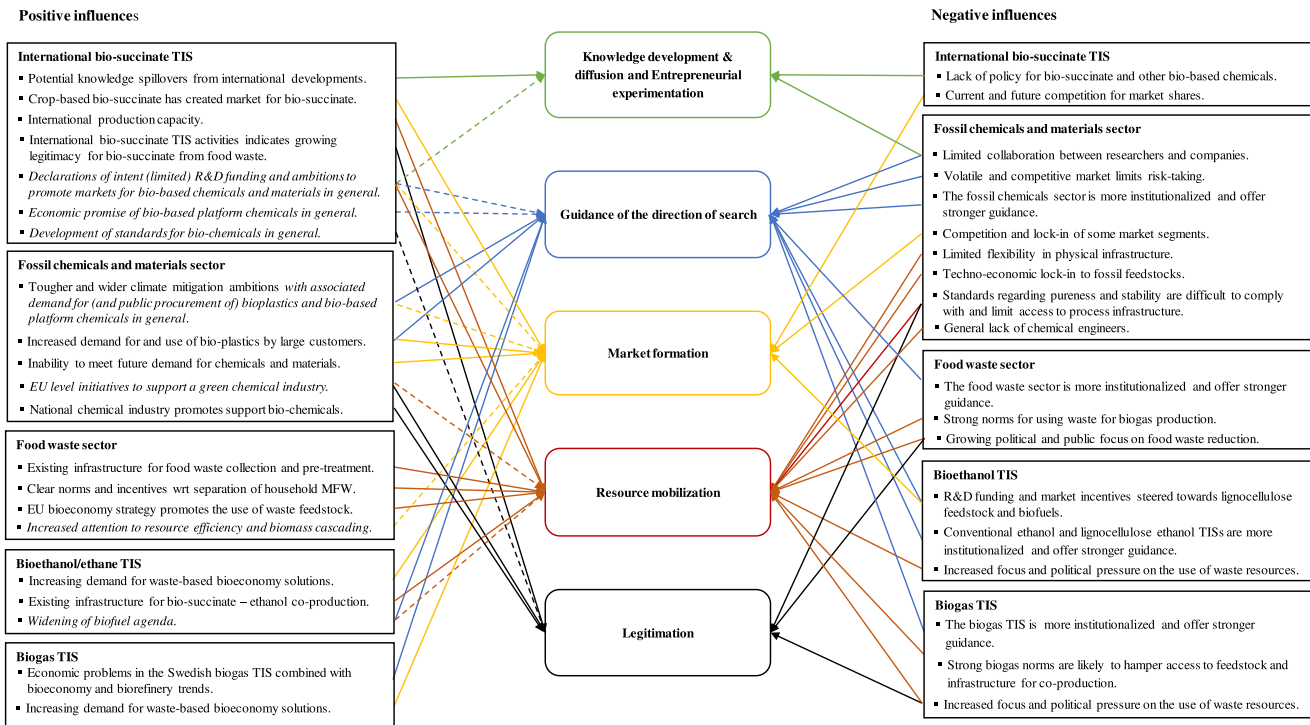 Positive influences
International bio-succinate TIS
▪ Potential knowledge spillovers from international developments.
▪ Crop-based bio-succinate has created market for bio-succinate.
▪ International production capacity.
▪ International bio-succinate TIS activities indicates growing
legitimacy for bio-succinate from food waste.
▪ Declarations of intent (limited) R&D funding and ambitions to
promote markets for bio-based chemicals and materials in general.
▪ Economic promise of bio-based platform chemicals in general.
▪ Development of standards for bio-chemicals in general.
Fossil chemicals and materials sector
▪ Tougher and wider climate mitigation ambitions with associated
demand for (and public procurement of) bioplastics and bio-based
platform chemicals in general.
▪ Increased demand for and use of bio-plastics by large customers.
▪ Inability to meet future demand for chemicals and materials.
▪ EU level initiatives to support a green chemical industry.
▪ National chemical industry promotes support bio-chemicals.
Food waste sector
▪ Existing infrastructure for food waste collection and pre-treatment.
▪ Clear norms and incentives wrt separation of household MFW.
▪ EU bioeconomy strategy promotes the use of waste feedstock.
▪ Increased attention to resource efficiency and biomass cascading.
Bioethanol/ethane TIS
▪ Increasing demand for waste-based bioeconomy solutions.
▪ Existing infrastructure for bio-succinate – ethanol co-production.
▪ Widening of biofuel agenda.
Biogas TIS
▪ Economic problems in the Swedish biogas TIS combined with
bioeconomy and biorefinery trends.
▪ Increasing demand for waste-based bioeconomy solutions.
Knowledge development &
diffusion and Entrepreneurial
experimentation
Guidance of the direction of search
Market formation
Resource mobilization
Legitimation
Negative influences
International bio-succinate TIS
▪ Lack of policy for bio-succinate and other bio-based chemicals.
▪ Current and future competition for market shares.
Fossil chemicals and materials sector
▪ Limited collaboration between researchers and companies.
▪ Volatile and competitive market limits risk-taking.
▪ The fossil chemicals sector is more institutionalized and offer
stronger guidance.
▪ Competition and lock-in of some market segments.
▪ Limited flexibility in physical infrastructure.
▪ Techno-economic lock-in to fossil feedstocks.
▪ Standards regarding pureness and stability are difficult to comply
with and limit access to process infrastructure.
▪ General lack of chemical engineers.
Food waste sector
▪ The food waste sector is more institutionalized and offer stronger
guidance.
▪ Strong norms for using waste for biogas production.
▪ Growing political and public focus on food waste reduction.
Bioethanol TIS
▪ R&D funding and market incentives steered towards lignocellulose
feedstock and biofuels.
▪ Conventional ethanol and lignocellulose ethanol TISs are more
institutionalized and offer stronger guidance.
▪ Increased focus and political pressure on the use of waste resources.
Biogas TIS
▪ The biogas TIS is more institutionalized and offer stronger
guidance.
▪ Strong biogas norms are likely to hamper access to feedstock and
infrastructure for co-production.
▪ Increased focus and political pressure on the use of waste resources.